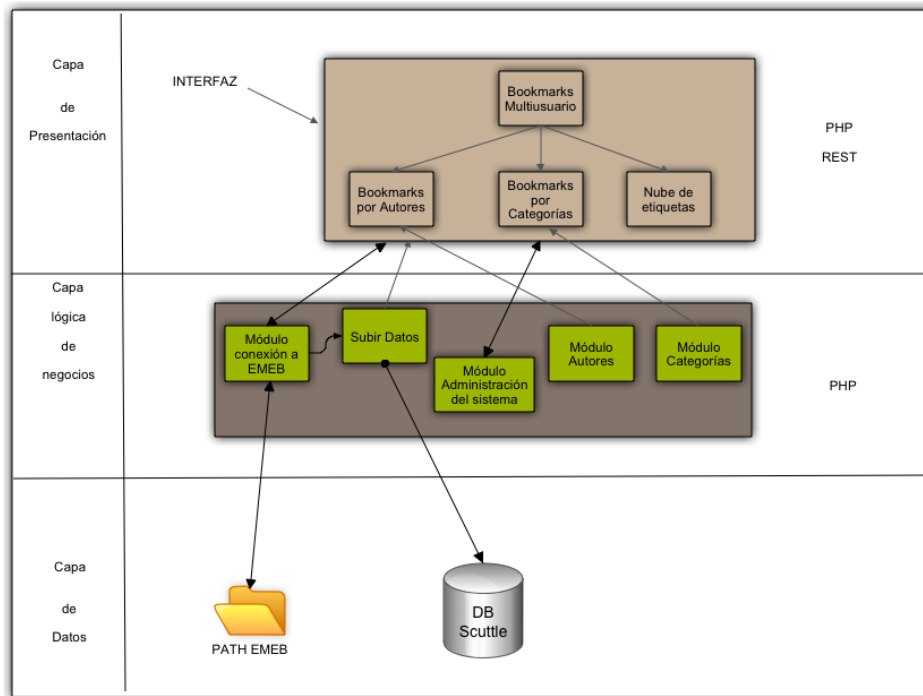 Capa
de
Presentación
INTERFAZ
Bookmarks
Multiusuario
Bookmarks
por Autores
Bookmarks
por
Categorías
Nube de
etiquetas
PHP
REST
Capa
lógica
de
negocios
Módulo
conexión a
EMEB
Subir Datos
Módulo
Administración
del sistema
Módulo
Autores
Módulo
Categorías
PHP
Capa
de
Datos
PATH EMEB
DB
Scuttle